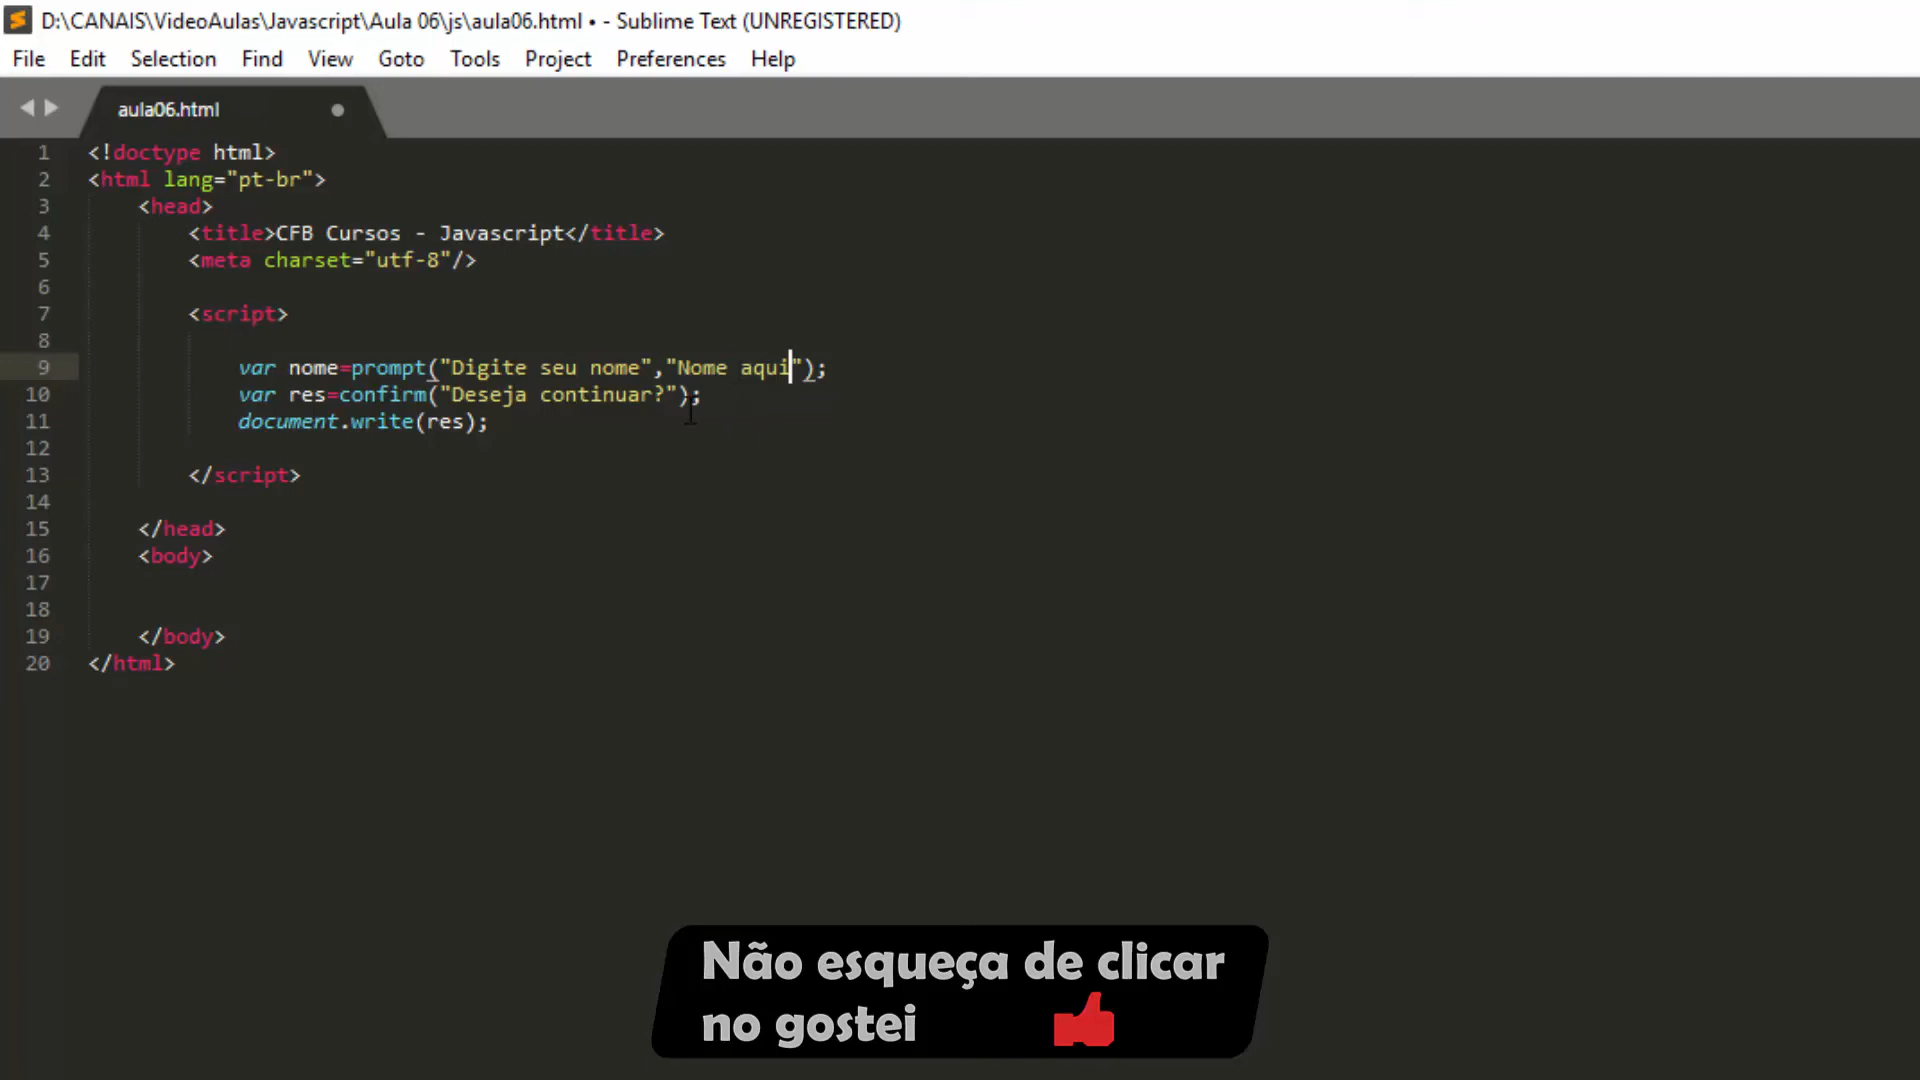 D:\CANAIS\VideoAulas\Javascript\Aula 06\js\aula06.html • - Sublime Text (UNREGISTERED)
File Edit Selection Find View Goto Tools Project Preferences Help
aula06.html
1 <!doctype html>
2 <html lang="pt-br">
3 <head>
4 <title>CFB Cursos - Javascript</title>
5 <meta charset="utf-8"/>
6
7 <script>
8
9 var nome=prompt("Digite seu nome","Nome aqui");
10 var res=confirm("Deseja continuar?");
11 document.write(res);
12
13 </script>
14
15 </head>
16 <body>
17
18
19 </body>
20 </html>
Não esqueça de clicar
no gostei